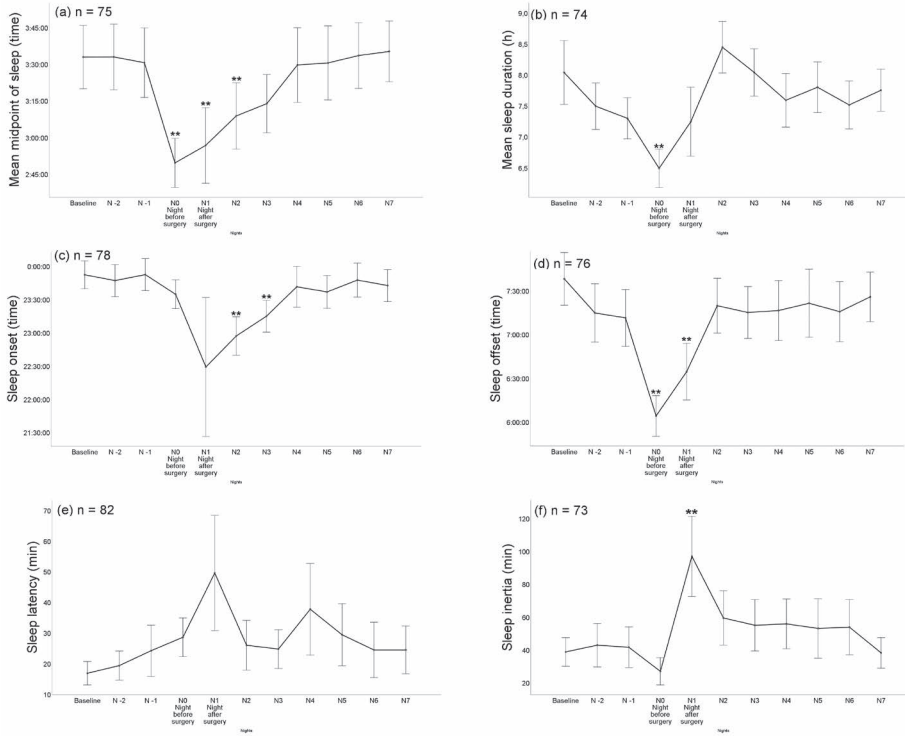 (a) n = 75
Mean midpoint of sleep (time)
3:45:00
3:30:00
3:15:00
3:00:00
2:45:00
** ** **
Baseline N -2 N -1 N0 N1 N2 N3 N4 N5 N6 N7
Night before surgery Night after surgery
Nights
(b) n = 74
Mean sleep duration (h)
9,0
8,5
8,0
7,5
7,0
6,5
**
Baseline N -2 N -1 N0 N1 N2 N3 N4 N5 N6 N7
Night before surgery Night after surgery
Nights
(c) n = 78
Sleep onset (time)
0:00:00
23:30:00
23:00:00
22:30:00
22:00:00
21:30:00
** **
Baseline N -2 N -1 N0 N1 N2 N3 N4 N5 N6 N7
Night before surgery Night after surgery
Nights
(d) n = 76
Sleep offset (time)
7:30:00
7:00:00
6:30:00
6:00:00
** **
Baseline N -2 N -1 N0 N1 N2 N3 N4 N5 N6 N7
Night before surgery Night after surgery
Nights
(e) n = 82
Sleep latency (min)
70
60
50
40
30
20
10
Baseline N -2 N -1 N0 N1 N2 N3 N4 N5 N6 N7
Night before surgery Night after surgery
Nights
(f) n = 73
Sleep inertia (min)
120
100
80
60
40
20
**
Baseline N -2 N -1 N0 N1 N2 N3 N4 N5 N6 N7
Night before surgery Night after surgery
Nights